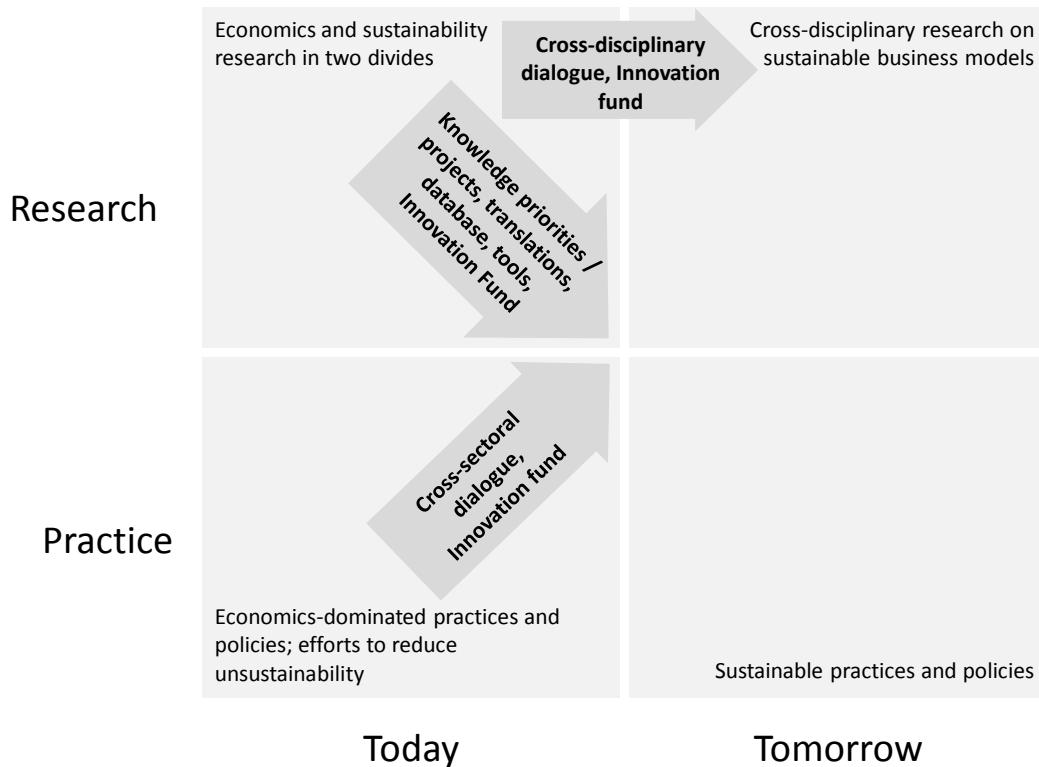 Economics and sustainability
research in two divides
Cross-disciplinary
dialogue, Innovation
fund
Cross-disciplinary research on
sustainable business models
Knowledge priorities /
projects, translations,
database, tools,
Innovation Fund
Research
Cross-sectoral
dialogue,
Innovation fund
Practice
Economics-dominated practices and
policies; efforts to reduce
unsustainability
Sustainable practices and policies
Today
Tomorrow